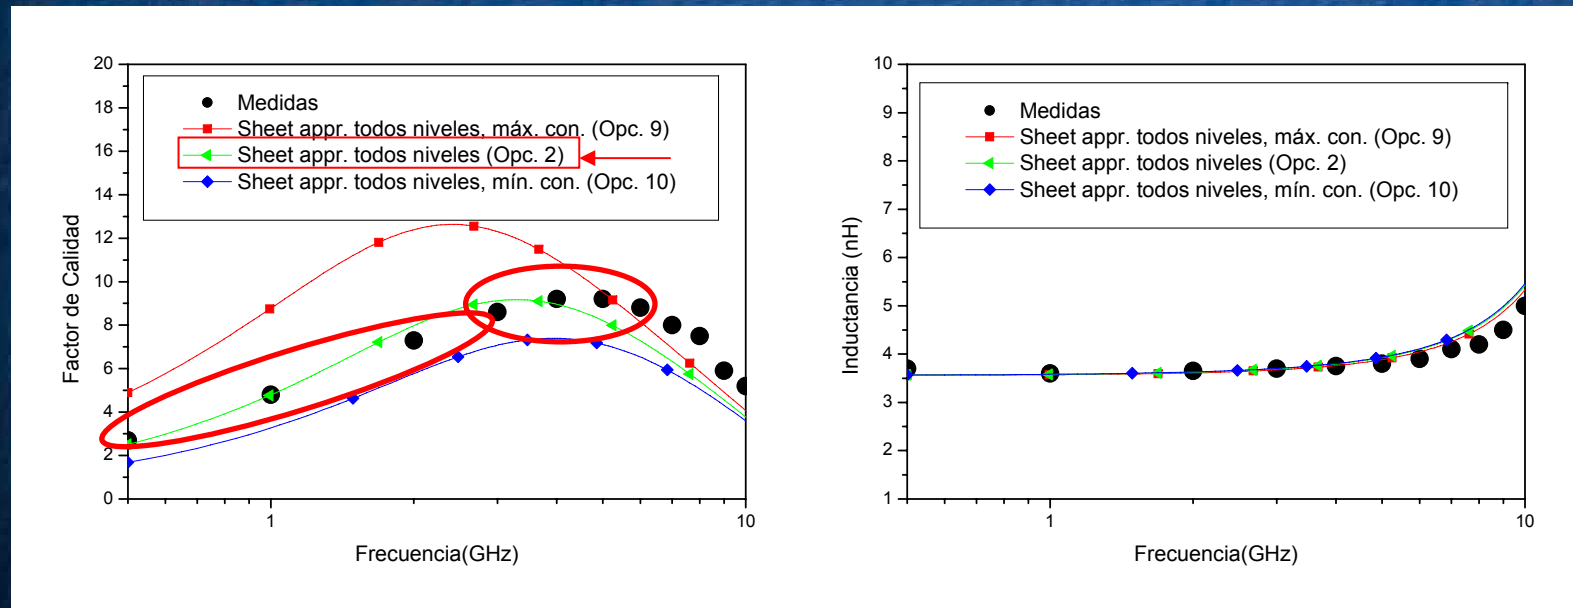 20
18
16
14
12
10
8
6
4
2
0
Factor de Calidad
Medidas
Sheet appr. todos niveles, máx. con. (Opc. 9)
Sheet appr. todos niveles (Opc. 2)
Sheet appr. todos niveles, mín. con. (Opc. 10)
1
10
Frecuencia(GHz)
10
9
8
7
6
5
4
3
2
1
Inductancia (nH)
Medidas
Sheet appr. todos niveles, máx. con. (Opc. 9)
Sheet appr. todos niveles (Opc. 2)
Sheet appr. todos niveles, mín. con. (Opc. 10)
1
10
Frecuencia(GHz)